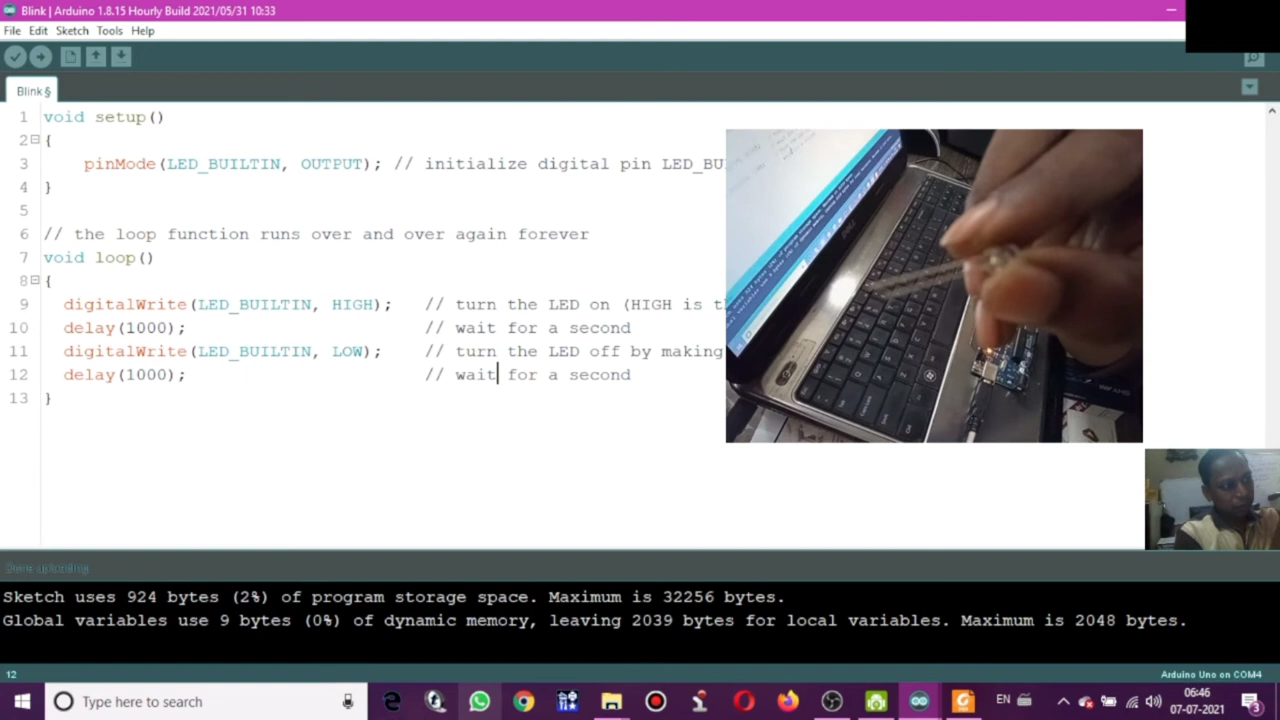 Blink | Arduino 1.8.15 Hourly Build 2021/05/31 10:33
File Edit Sketch Tools Help
Blink §
1 void setup()
2 {
3 pinMode(LED_BUILTIN, OUTPUT); // initialize digital pin LED_BU
4 }
5
6 // the loop function runs over and over again forever
7 void loop()
8 {
9 digitalWrite(LED_BUILTIN, HIGH); // turn the LED on (HIGH is th
10 delay(1000); // wait for a second
11 digitalWrite(LED_BUILTIN, LOW); // turn the LED off by making
12 delay(1000); // wait for a second
13 }
Done uploading.
Sketch uses 924 bytes (2%) of program storage space. Maximum is 32256 bytes.
Global variables use 9 bytes (0%) of dynamic memory, leaving 2039 bytes for local variables. Maximum is 2048 bytes.
12 Arduino Uno on COM4
Type here to search
EN
06:46
07-07-2021
3